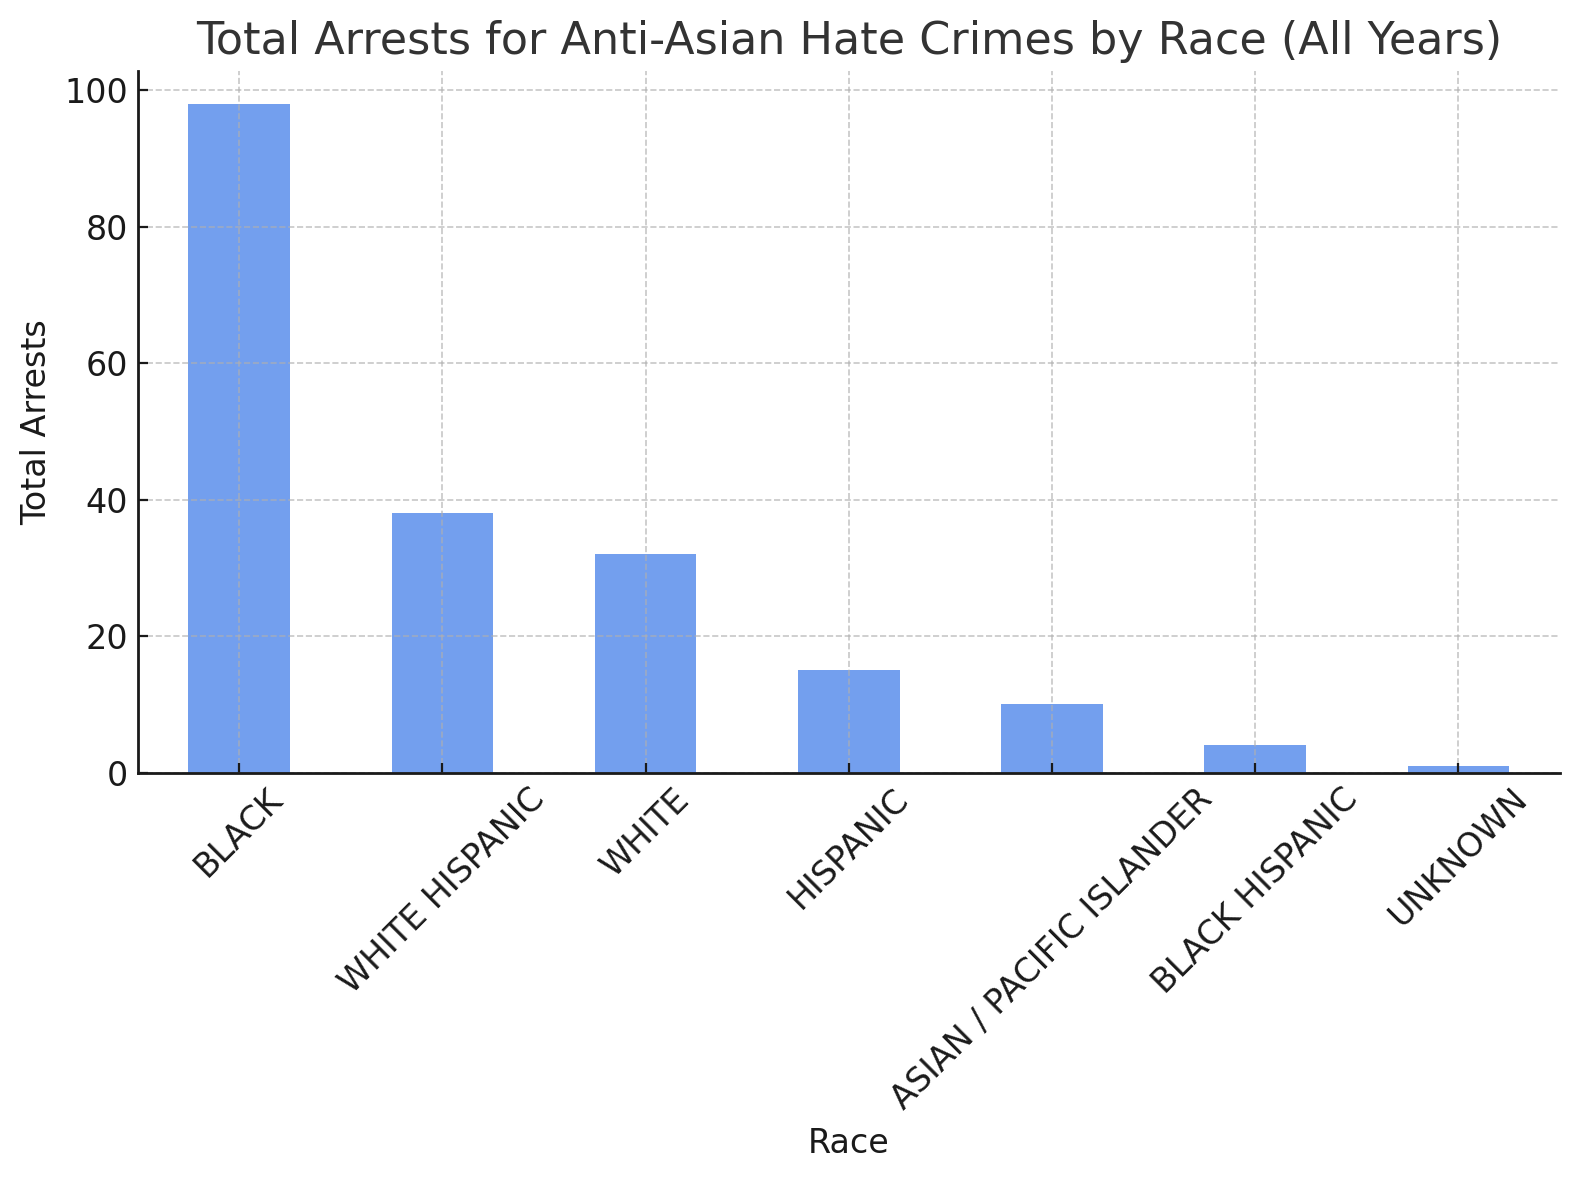 Total Arrests for Anti-Asian Hate Crimes by Race (All Years)
Total Arrests
100
80
60
40
20
0
BLACK
WHITE HISPANIC
WHITE
HISPANIC
ASIAN / PACIFIC ISLANDER
BLACK HISPANIC
UNKNOWN
Race